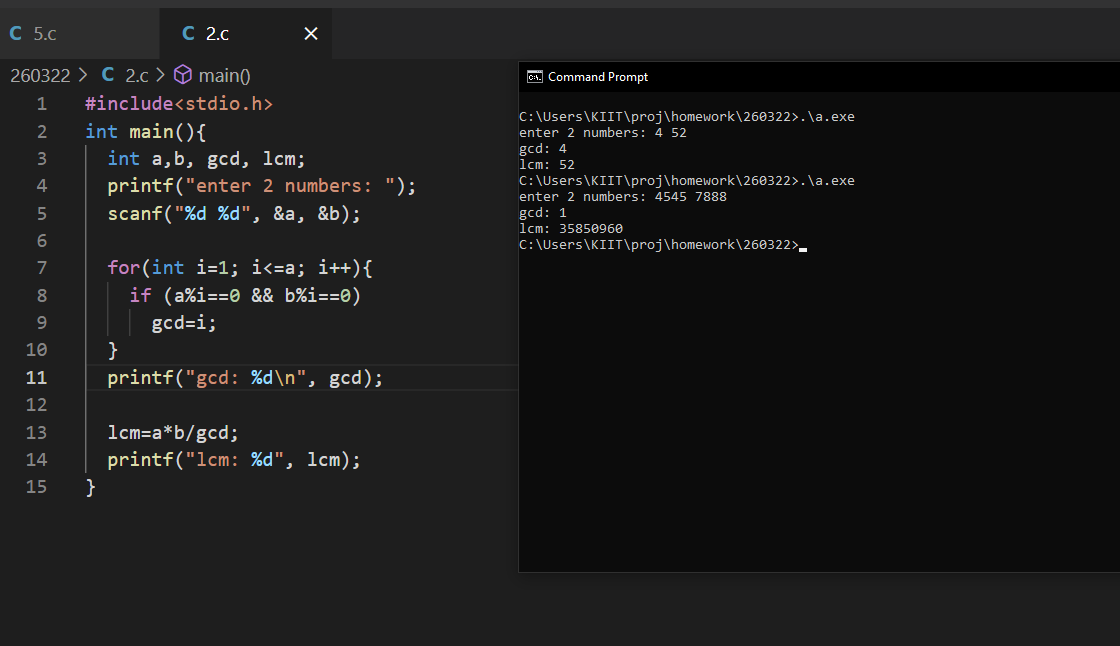 C 5.c
C 2.c ×
260322 > C 2.c > main()
1 #include<stdio.h>
2 int main(){
3   int a,b, gcd, lcm;
4   printf("enter 2 numbers: ");
5   scanf("%d %d", &a, &b);
6
7   for(int i=1; i<=a; i++){
8     if (a%i==0 && b%i==0)
9       gcd=i;
10   }
11   printf("gcd: %d\n", gcd);
12
13   lcm=a*b/gcd;
14   printf("lcm: %d", lcm);
15 }
Command Prompt
C:\Users\KIIT\proj\homework\260322>.\a.exe
enter 2 numbers: 4 52
gcd: 4
lcm: 52
C:\Users\KIIT\proj\homework\260322>.\a.exe
enter 2 numbers: 4545 7888
gcd: 1
lcm: 35850960
C:\Users\KIIT\proj\homework\260322>